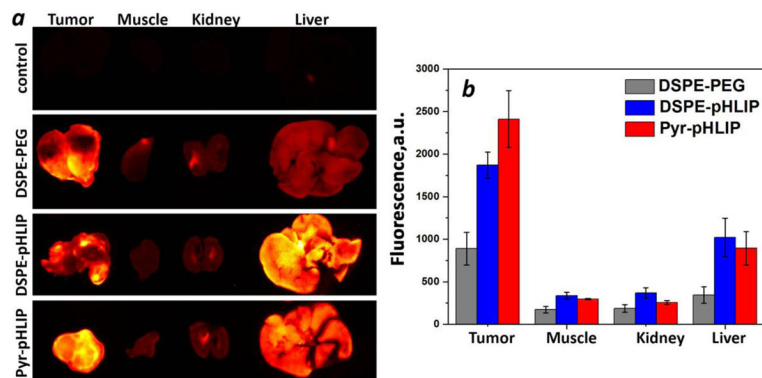 a
Tumor Muscle Kidney Liver
control
DSPE-PEG
DSPE-pHLIP
Pyr-pHLIP
b
DSPE-PEG
DSPE-pHLIP
Pyr-pHLIP
Fluorescence,a.u.
3000
2500
2000
1500
1000
500
0
Tumor Muscle Kidney Liver